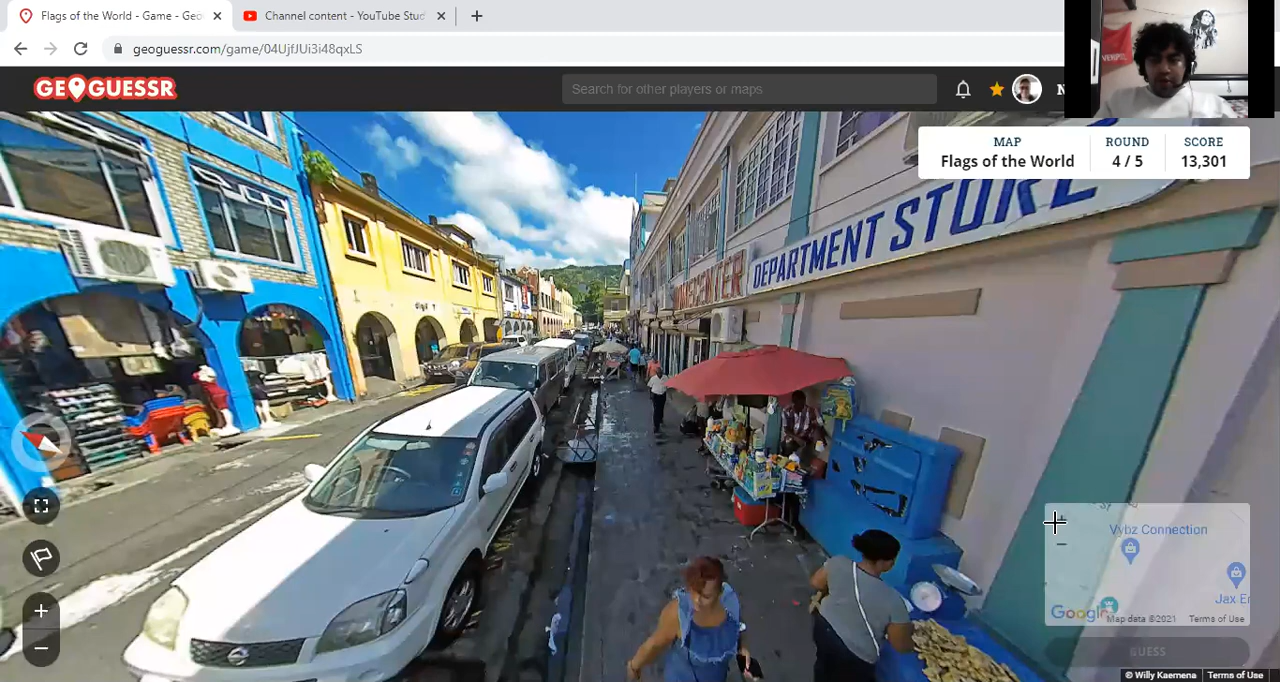 Flags of the World - Game - Geo
Channel content - YouTube Stud
geoguessr.com/game/04UjfJUi3i48qxLS
GEOGUESSR
Search for other players or maps
MAP
Flags of the World
ROUND
4 / 5
SCORE
13,301
DEPARTMENT STORE
Vybz Connection
Jax E
Google
Map data ©2021
Terms of Use
GUESS
© Willy Kaemena
Terms of Use